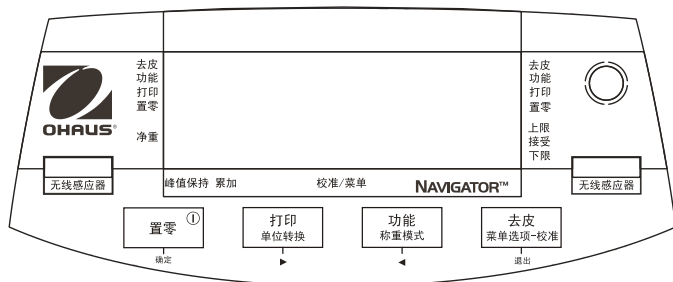 去皮
功能
打印
置零
净重
OHAUS®
无线感应器
峰值保持 累加
校准/菜单
NAVIGATOR™
去皮
功能
打印
置零
上限
接受
下限
无线感应器
置零
确定
打印
单位转换
功能
称重模式
去皮
菜单选项-校准
退出